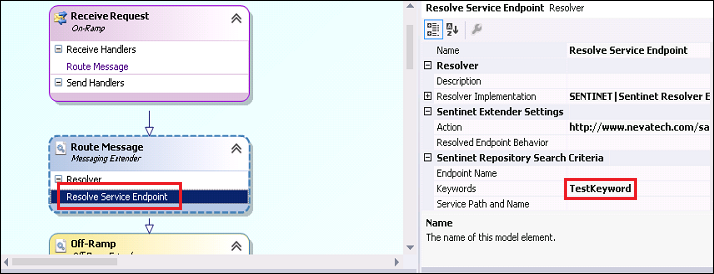 Receive Request
On-Ramp
Receive Handlers
Route Message
Send Handlers
Route Message
Messaging Extender
Resolver
Resolve Service Endpoint
Off-Ramp
Resolve Service Endpoint Resolver
Name Resolve Service Endpoint
Resolver
Description
Resolver Implementation SENTINET|Sentinet Resolver E
Sentinet Extender Settings
Action http://www.nevatech.com/sa
Resolved Endpoint Behavior
Sentinet Repository Search Criteria
Endpoint Name
Keywords TestKeyword
Service Path and Name
Name
The name of this model element.